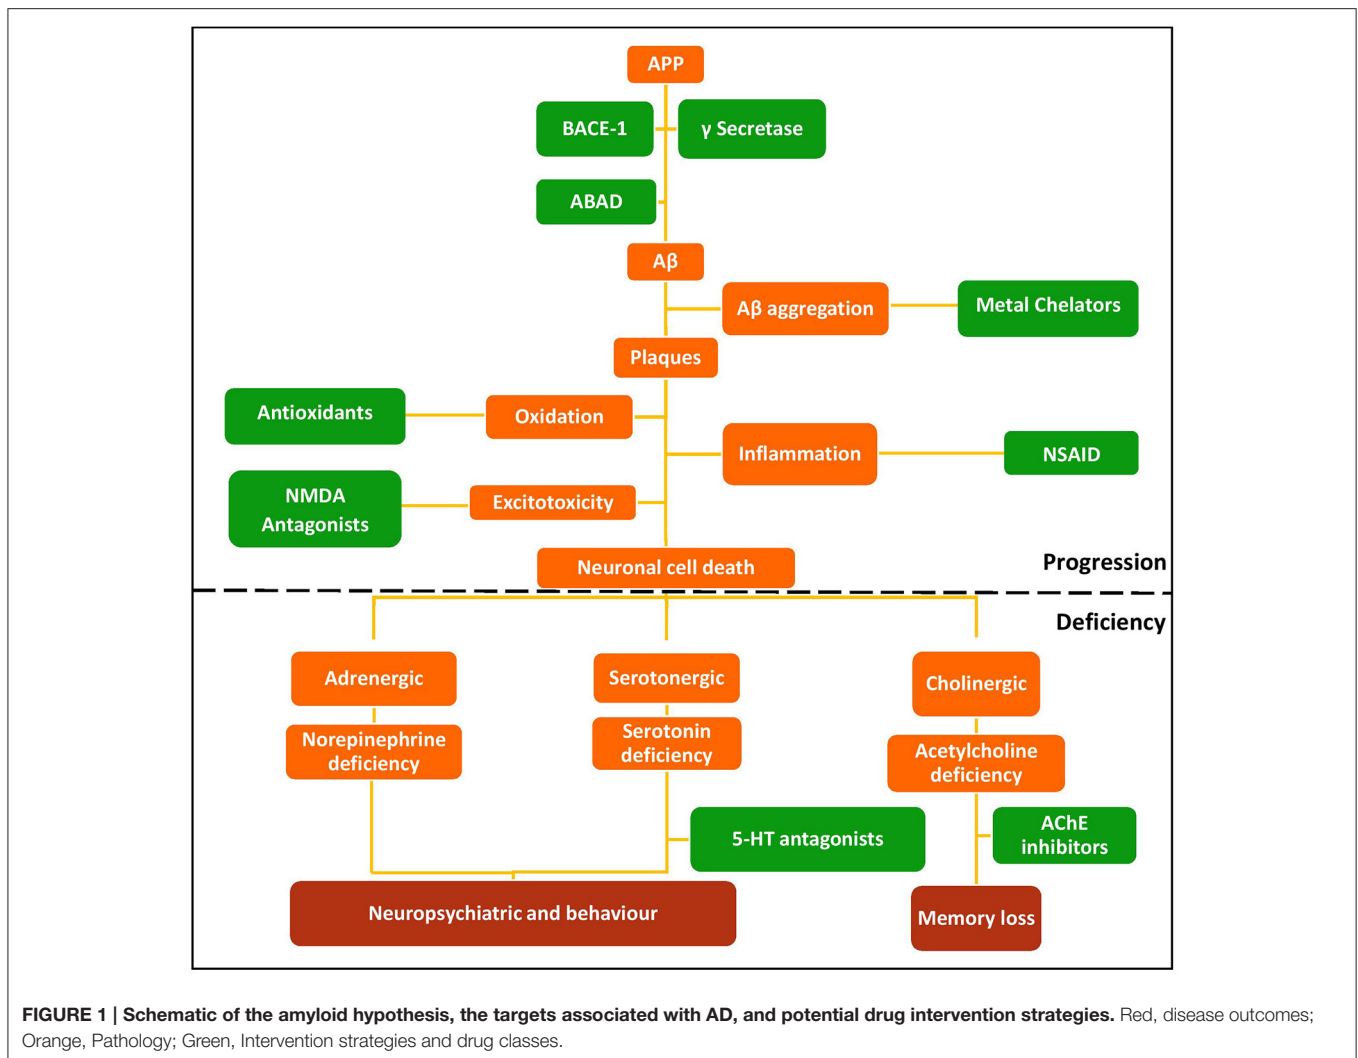 APP
BACE-1
γ Secretase
ABAD
Aβ
Aβ aggregation
Metal Chelators
Plaques
Antioxidants
Oxidation
Inflammation
NSAID
NMDA
Antagonists
Excitotoxicity
Neuronal cell death
Progression
Deficiency
Adrenergic
Serotonergic
Cholinergic
Norepinephrine
deficiency
Serotonin
deficiency
Acetylcholine
deficiency
5-HT antagonists
AChE
inhibitors
Neuropsychiatric and behaviour
Memory loss
FIGURE 1 | Schematic of the amyloid hypothesis, the targets associated with AD, and potential drug intervention strategies. Red, disease outcomes;
Orange, Pathology; Green, Intervention strategies and drug classes.